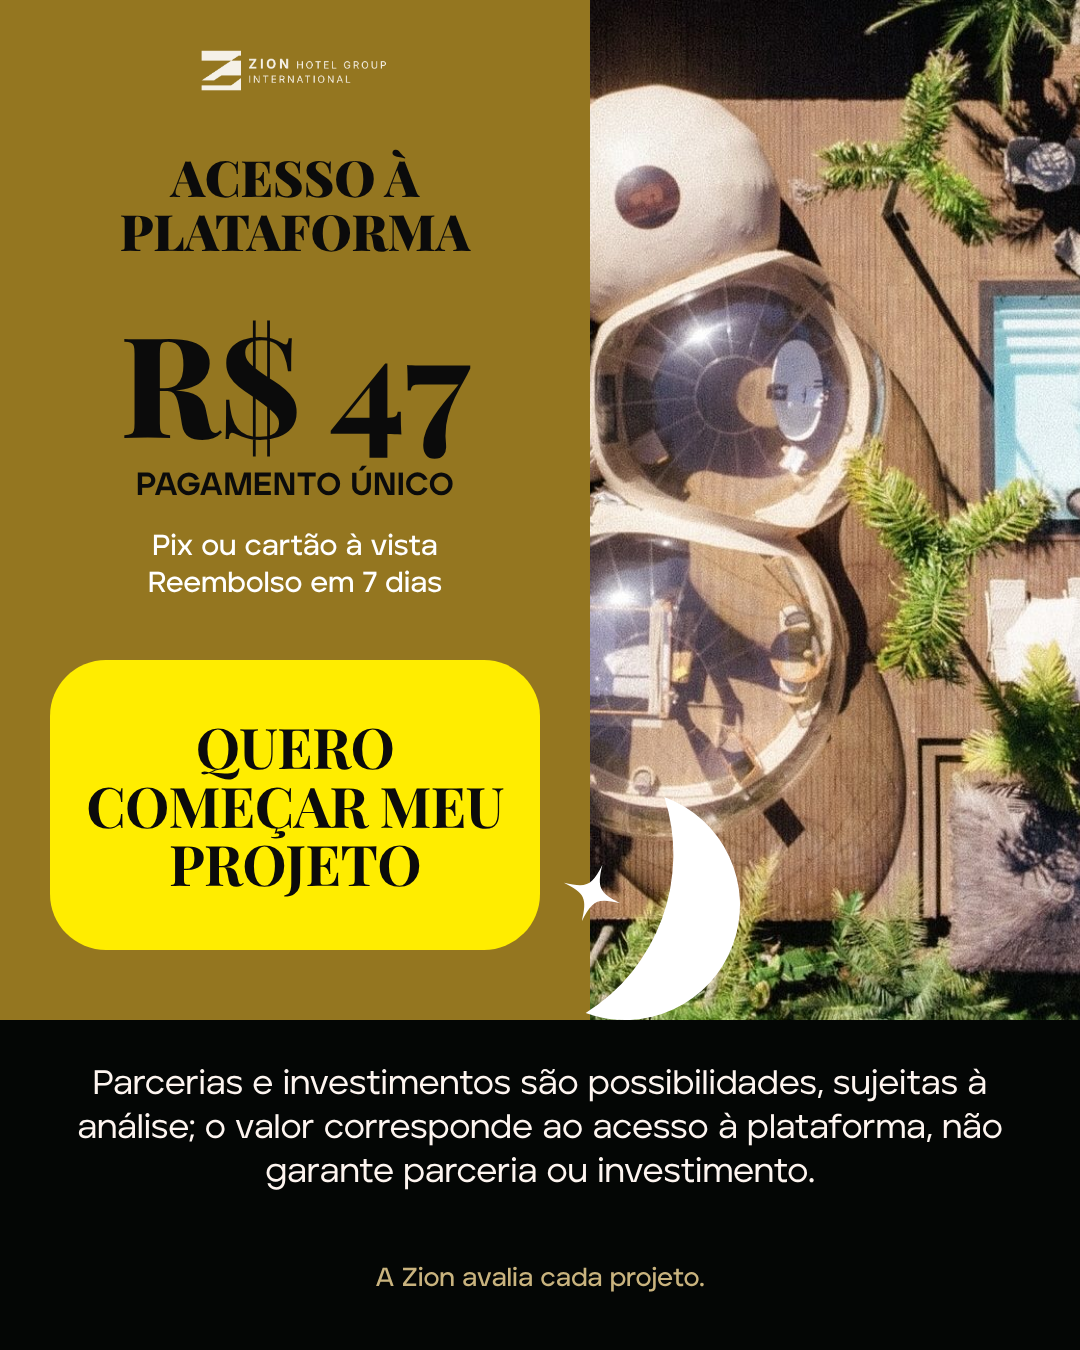 ZION HOTEL GROUP
INTERNATIONAL
ACESSO À
PLATAFORMA
R$ 47
PAGAMENTO ÚNICO
Pix ou cartão à vista
Reembolso em 7 dias
QUERO
COMEÇAR MEU
PROJETO
Parcerias e investimentos são possibilidades, sujeitas à
análise; o valor corresponde ao acesso à plataforma, não
garante parceria ou investimento.
A Zion avalia cada projeto.